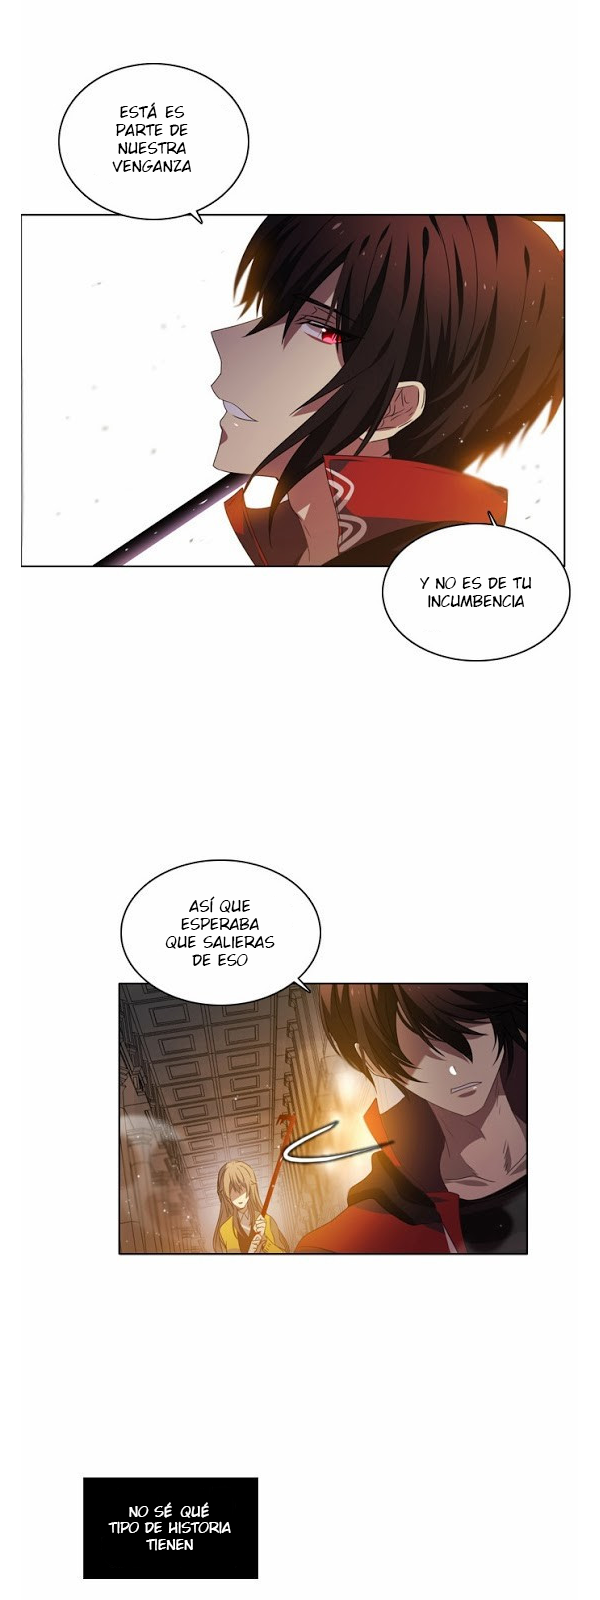 ESTÁ ES
PARTE DE
NUESTRA
VENGANZA
Y NO ES DE TU
INCUMBENCIA
ASÍ QUE
ESPERABA
QUE SALIERAS
DE ESO
NO SÉ QUÉ
TIPO DE HISTORIA
TIENEN